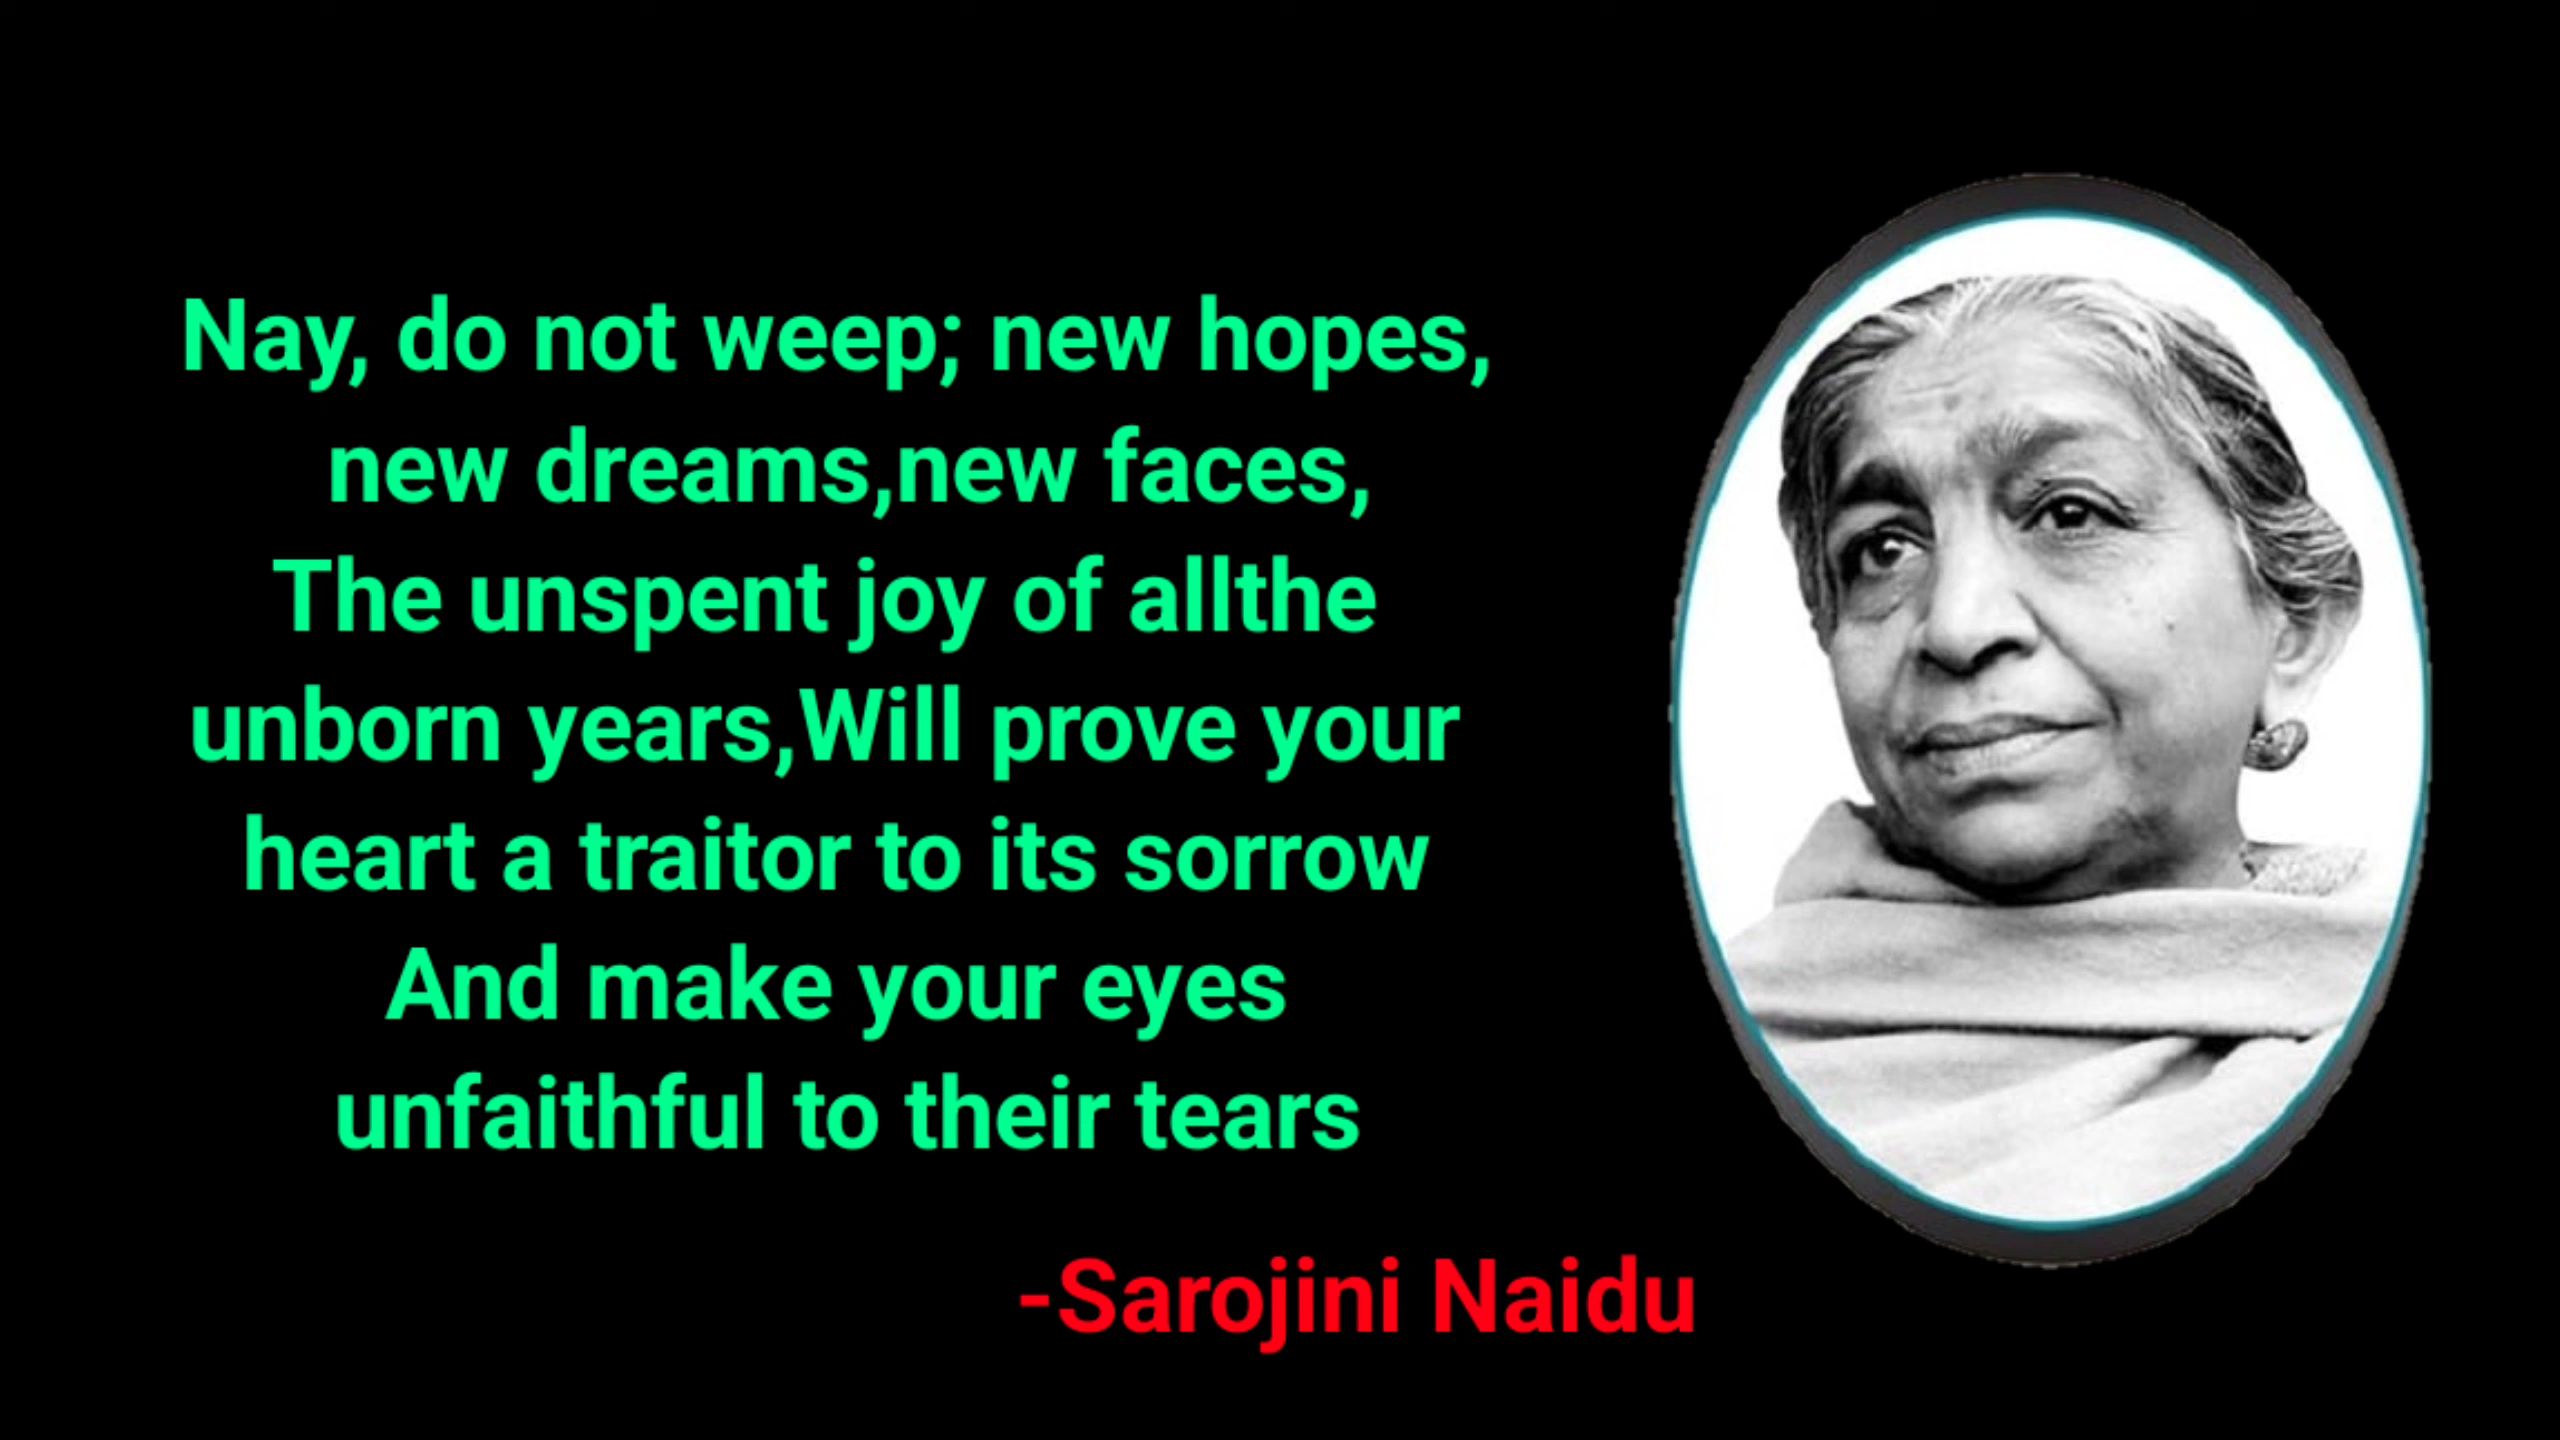 Nay, do not weep; new hopes,
new dreams,new faces,
The unspent joy of allthe
unborn years,Will prove your
heart a traitor to its sorrow
And make your eyes
unfaithful to their tears
-Sarojini Naidu